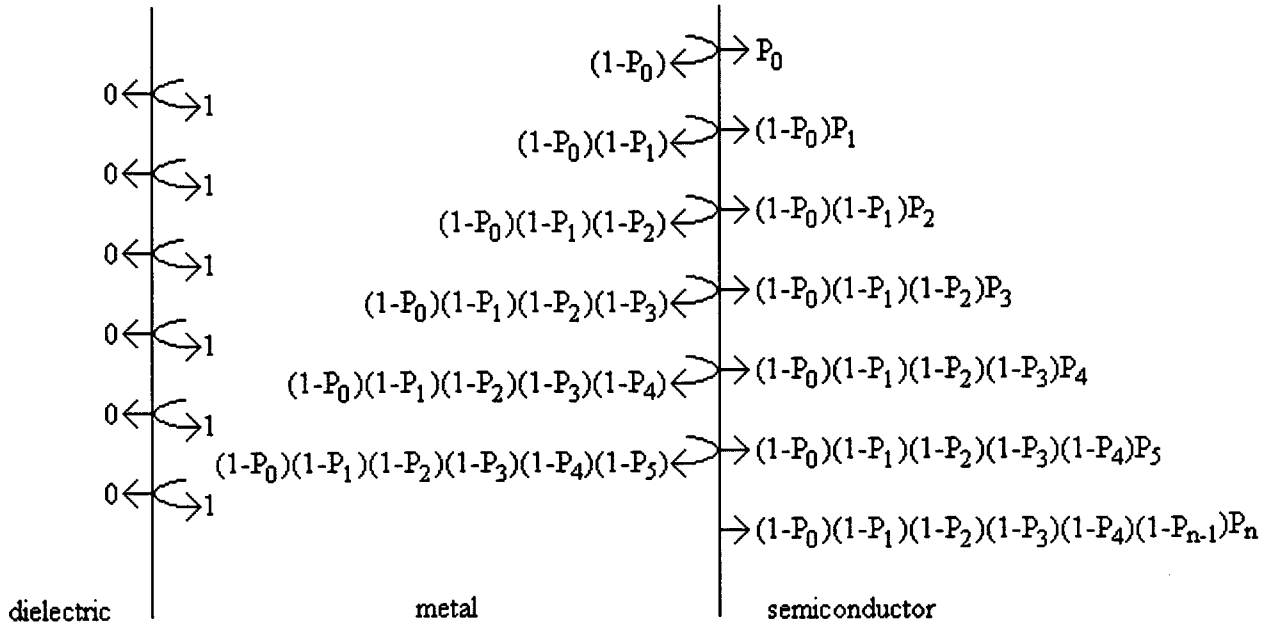 (1-P₀) P₀
0 1
(1-P₀)(1-P₁) (1-P₀)P₁
0 1
(1-P₀)(1-P₁)(1-P₂) (1-P₀)(1-P₁)P₂
0 1
(1-P₀)(1-P₁)(1-P₂)(1-P₃) (1-P₀)(1-P₁)(1-P₂)P₃
0 1
(1-P₀)(1-P₁)(1-P₂)(1-P₃)(1-P₄) (1-P₀)(1-P₁)(1-P₂)(1-P₃)P₄
0 1
(1-P₀)(1-P₁)(1-P₂)(1-P₃)(1-P₄)(1-P₅) (1-P₀)(1-P₁)(1-P₂)(1-P₃)(1-P₄)P₅
0 1
(1-P₀)(1-P₁)(1-P₂)(1-P₃)(1-P₄)(1-Pₙ₋₁)Pₙ
dielectric metal semiconductor